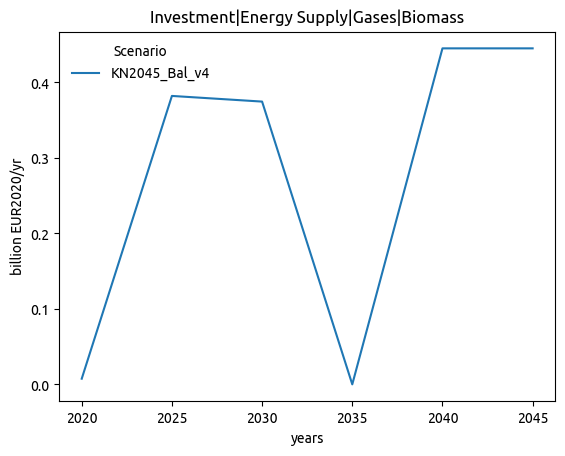 Investment|Energy Supply|Gases|Biomass
Scenario
KN2045_Bal_v4
billion EUR2020/yr
0.4
0.3
0.2
0.1
0.0
2020 2025 2030 2035 2040 2045
years